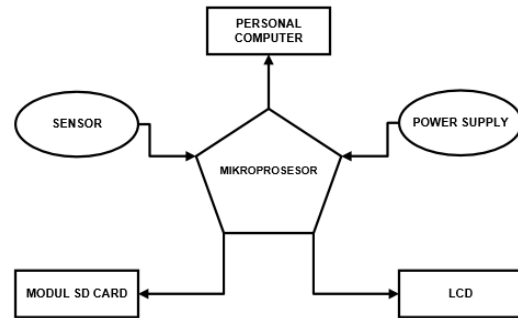 PERSONAL
COMPUTER
SENSOR
POWER SUPPLY
MIKROPROSESOR
MODUL SD CARD
LCD